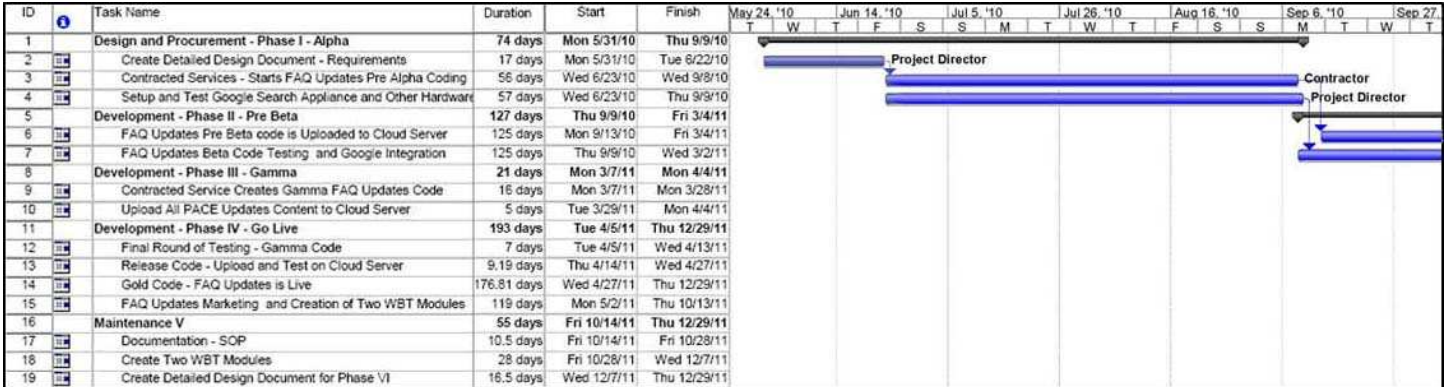 ID Task Name Duration Start Finish May 24, '10 Jun 14, '10 Jul 5, '10 Jul 26, '10 Aug 16, '10 Sep 6, '10 Sep 27,
T W T F S S M T W T F S S M T W T
1 Design and Procurement - Phase I - Alpha 74 days Mon 5/31/10 Thu 9/9/10
2 Create Detailed Design Document - Requirements 17 days Mon 5/31/10 Tue 6/22/10 Project Director
3 Contracted Services - Starts FAQ Updates Pre Alpha Coding 56 days Wed 6/23/10 Wed 9/8/10 Contractor
4 Setup and Test Google Search Appliance and Other Hardware 57 days Wed 6/23/10 Thu 9/9/10 Project Director
5 Development - Phase II - Pre Beta 127 days Thu 9/9/10 Fri 3/4/11
6 FAQ Updates Pre Beta code is Uploaded to Cloud Server 125 days Mon 9/13/10 Fri 3/4/11
7 FAQ Updates Beta Code Testing and Google Integration 125 days Thu 9/9/10 Wed 3/2/11
8 Development - Phase III - Gamma 21 days Mon 3/7/11 Mon 4/4/11
9 Contracted Service Creates Gamma FAQ Updates Code 16 days Mon 3/7/11 Mon 3/28/11
10 Upload All PACE Updates Content to Cloud Server 5 days Tue 3/29/11 Mon 4/4/11
11 Development - Phase IV - Go Live 193 days Tue 4/5/11 Thu 12/29/11
12 Final Round of Testing - Gamma Code 7 days Tue 4/5/11 Wed 4/13/11
13 Release Code - Upload and Test on Cloud Server 9.19 days Thu 4/14/11 Wed 4/27/11
14 Gold Code - FAQ Updates is Live 176.81 days Wed 4/27/11 Thu 12/29/11
15 FAQ Updates Marketing and Creation of Two WBT Modules 119 days Mon 5/2/11 Thu 10/13/11
16 Maintenance V 55 days Fri 10/14/11 Thu 12/29/11
17 Documentation - SOP 10.5 days Fri 10/14/11 Fri 10/28/11
18 Create Two WBT Modules 28 days Fri 10/28/11 Wed 12/7/11
19 Create Detailed Design Document for Phase VI 16.5 days Wed 12/7/11 Thu 12/29/11